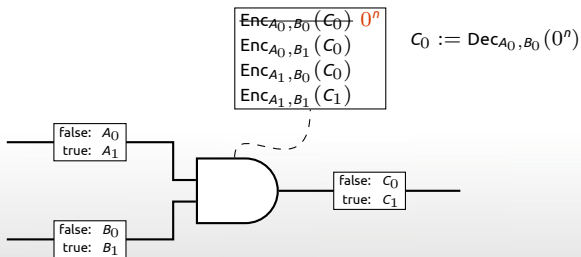 Enc_{A_0,B_0}(C_0) 0^n
Enc_{A_0,B_1}(C_0)
Enc_{A_1,B_0}(C_0)
Enc_{A_1,B_1}(C_1)
C_0 := Dec_{A_0,B_0}(0^n)
false: A_0
true: A_1
false: C_0
true: C_1
false: B_0
true: B_1